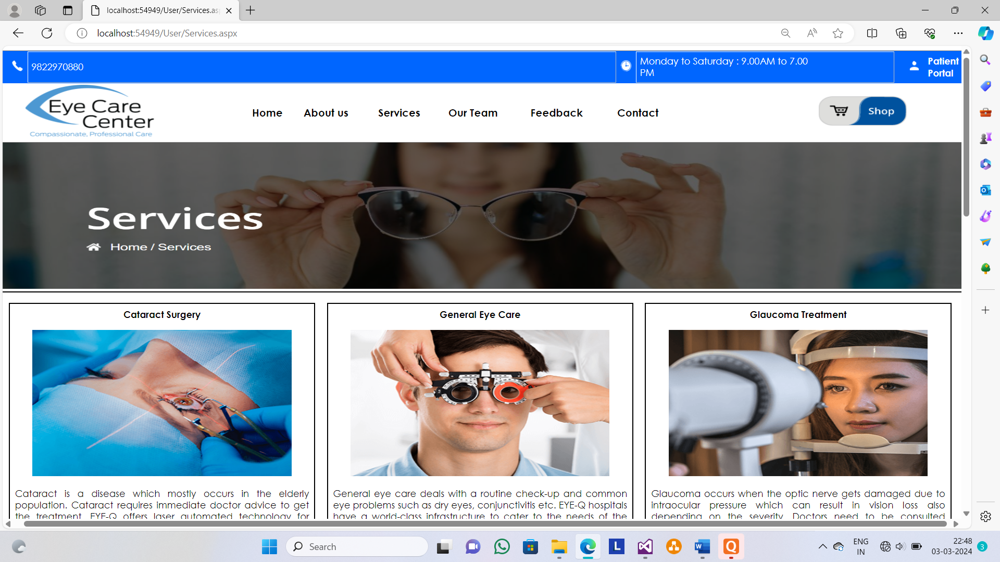 localhost:54949/User/Services.as
localhost:54949/User/Services.aspx
9822970880
Monday to Saturday : 9.00AM to 7.00
PM
Patient
Portal
Eye Care
Center
Compassionate, Professional Care
Home About us Services Our Team Feedback Contact
Shop
Services
Home / Services
Cataract Surgery
Cataract is a disease which mostly occurs in the elderly
population. Cataract requires immediate doctor advice to get
the treatment. EYE-Q offers laser automated technology for
General Eye Care
General eye care deals with a routine check-up and common
eye problems such as dry eyes, conjunctivitis etc. EYE-Q hospitals
have a world-class infrastructure to cater to the needs of the
Glaucoma Treatment
Glaucoma occurs when the optic nerve gets damaged due to
intraocular pressure which can result in vision loss also
depending on the severity. Doctors need to be consulted
Search
ENG
IN
22:48
03-03-2024
3